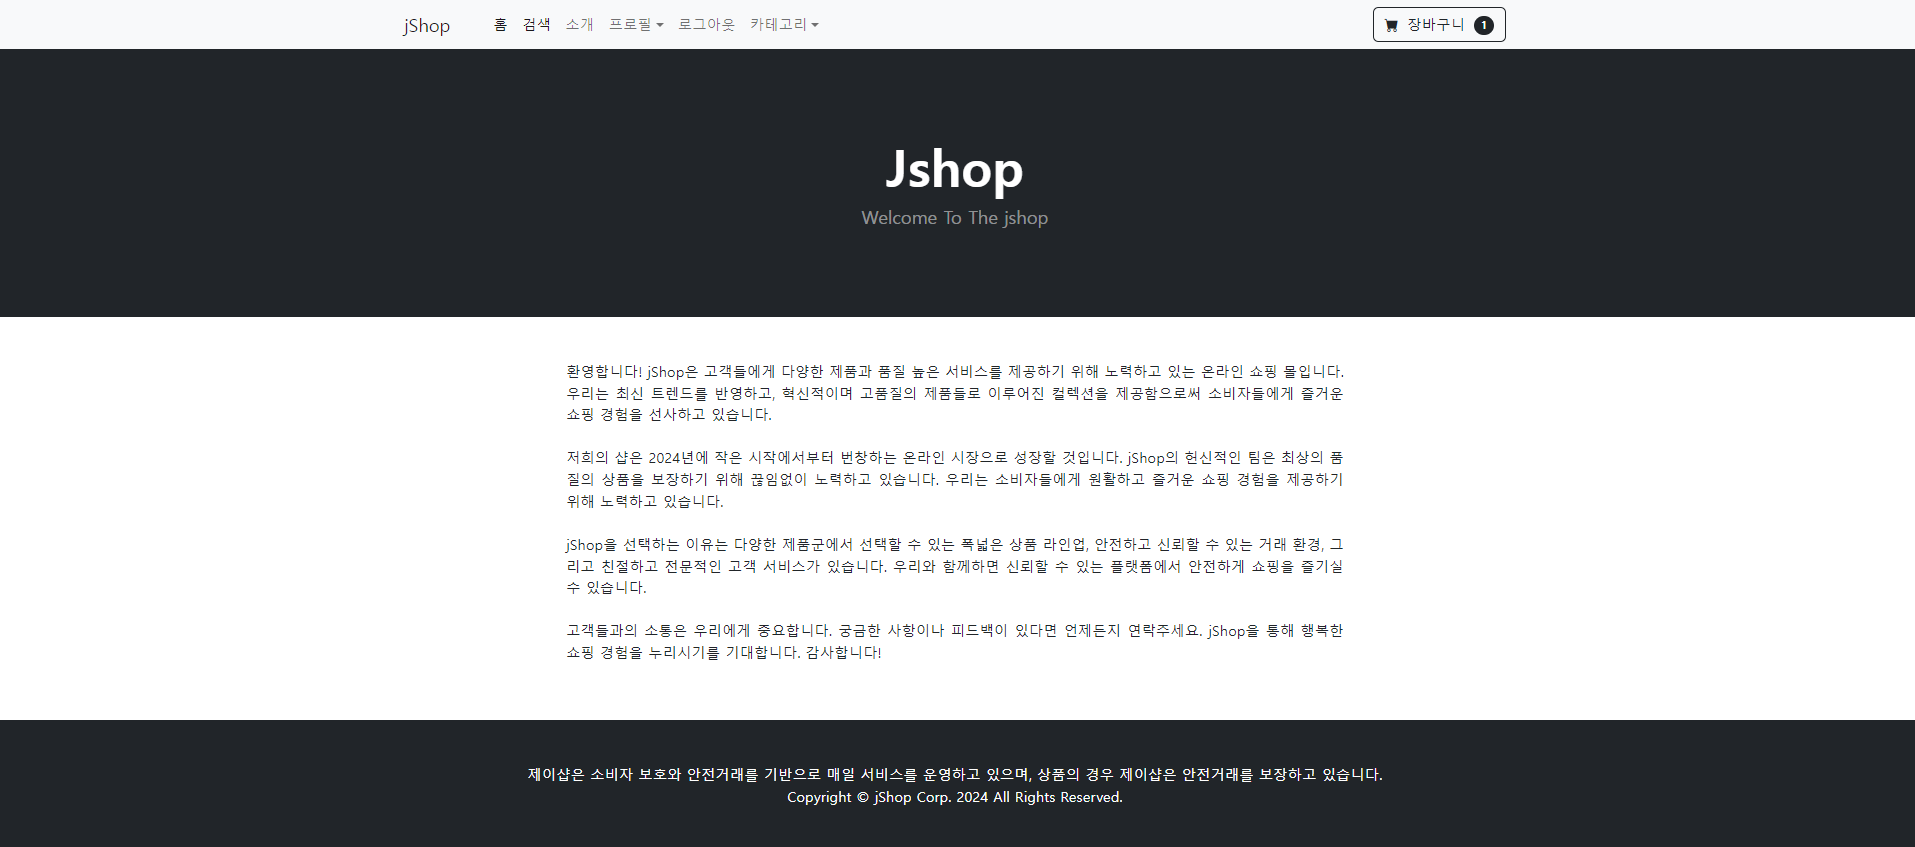 jShop 홈 검색 소개 프로필 로그아웃 카테고리 장바구니 1
Jshop
Welcome To The jshop
환영합니다! jShop은 고객들에게 다양한 제품과 품질 높은 서비스를 제공하기 위해 노력하고 있는 온라인 쇼핑 몰입니다.
우리는 최신 트렌드를 반영하고, 혁신적이며 고품질의 제품들로 이루어진 컬렉션을 제공함으로써 소비자들에게 즐거운
쇼핑 경험을 선사하고 있습니다.
저희의 샵은 2024년에 작은 시작에서부터 번창하는 온라인 시장으로 성장할 것입니다. jShop의 헌신적인 팀은 최상의 품
질의 상품을 보장하기 위해 끊임없이 노력하고 있습니다. 우리는 소비자들에게 원활하고 즐거운 쇼핑 경험을 제공하기
위해 노력하고 있습니다.
jShop을 선택하는 이유는 다양한 제품군에서 선택할 수 있는 폭넓은 상품 라인업, 안전하고 신뢰할 수 있는 거래 환경, 그
리고 친절하고 전문적인 고객 서비스가 있습니다. 우리와 함께하면 신뢰할 수 있는 플랫폼에서 안전하게 쇼핑을 즐기실
수 있습니다.
고객들과의 소통은 우리에게 중요합니다. 궁금한 사항이나 피드백이 있다면 언제든지 연락주세요. jShop을 통해 행복한
쇼핑 경험을 누리시기를 기대합니다. 감사합니다!
제이샵은 소비자 보호와 안전거래를 기반으로 매일 서비스를 운영하고 있으며, 상품의 경우 제이샵은 안전거래를 보장하고 있습니다.
Copyright © jShop Corp. 2024 All Rights Reserved.